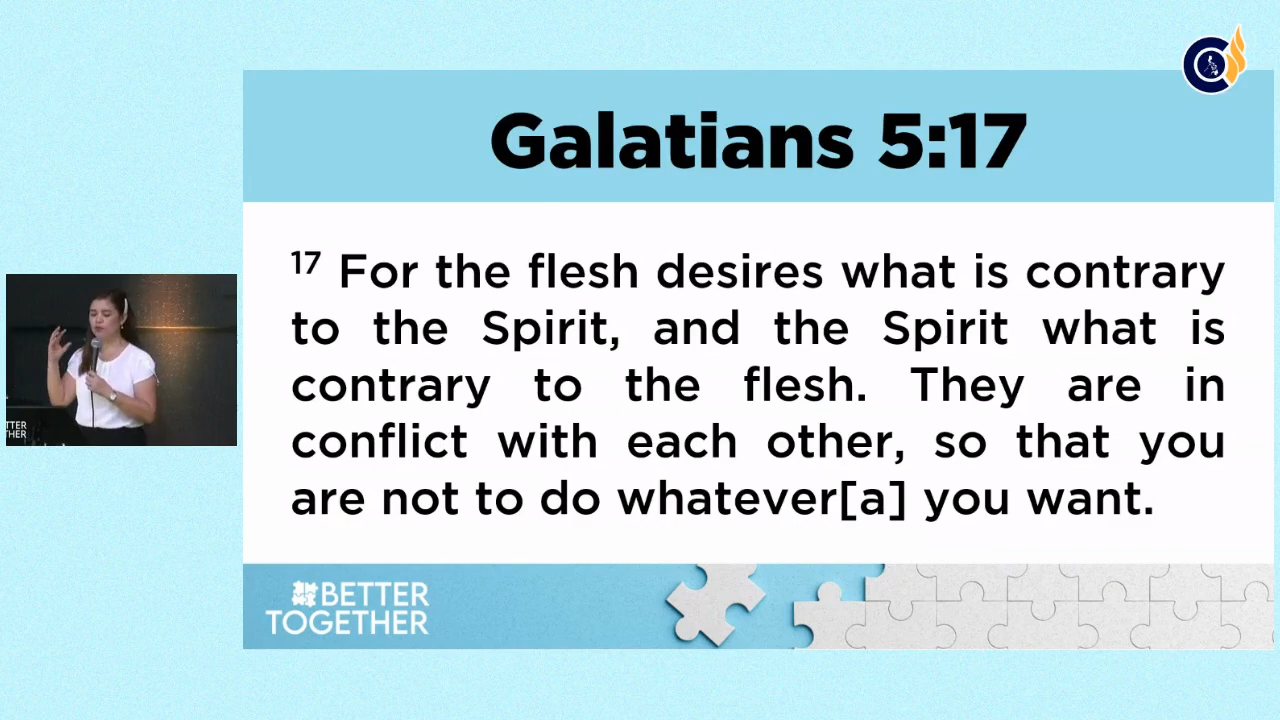 Galatians 5:17
17 For the flesh desires what is contrary
to the Spirit, and the Spirit what is
contrary to the flesh. They are in
conflict with each other, so that you
are not to do whatever[a] you want.
TTER
HER
BETTER
TOGETHER